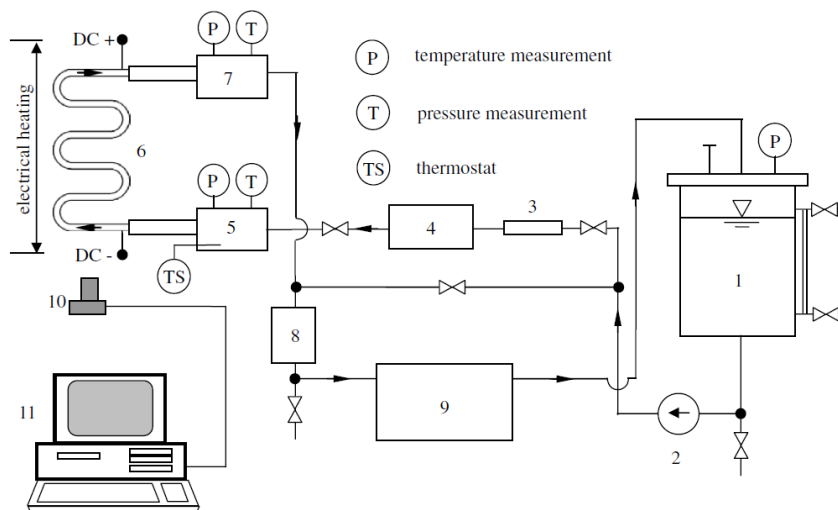 DC +
P
T
7
electrical heating
6
P
T
5
DC -
TS
P
temperature measurement
T
pressure measurement
TS
thermostat
3
4
P
1
10
8
9
2
11